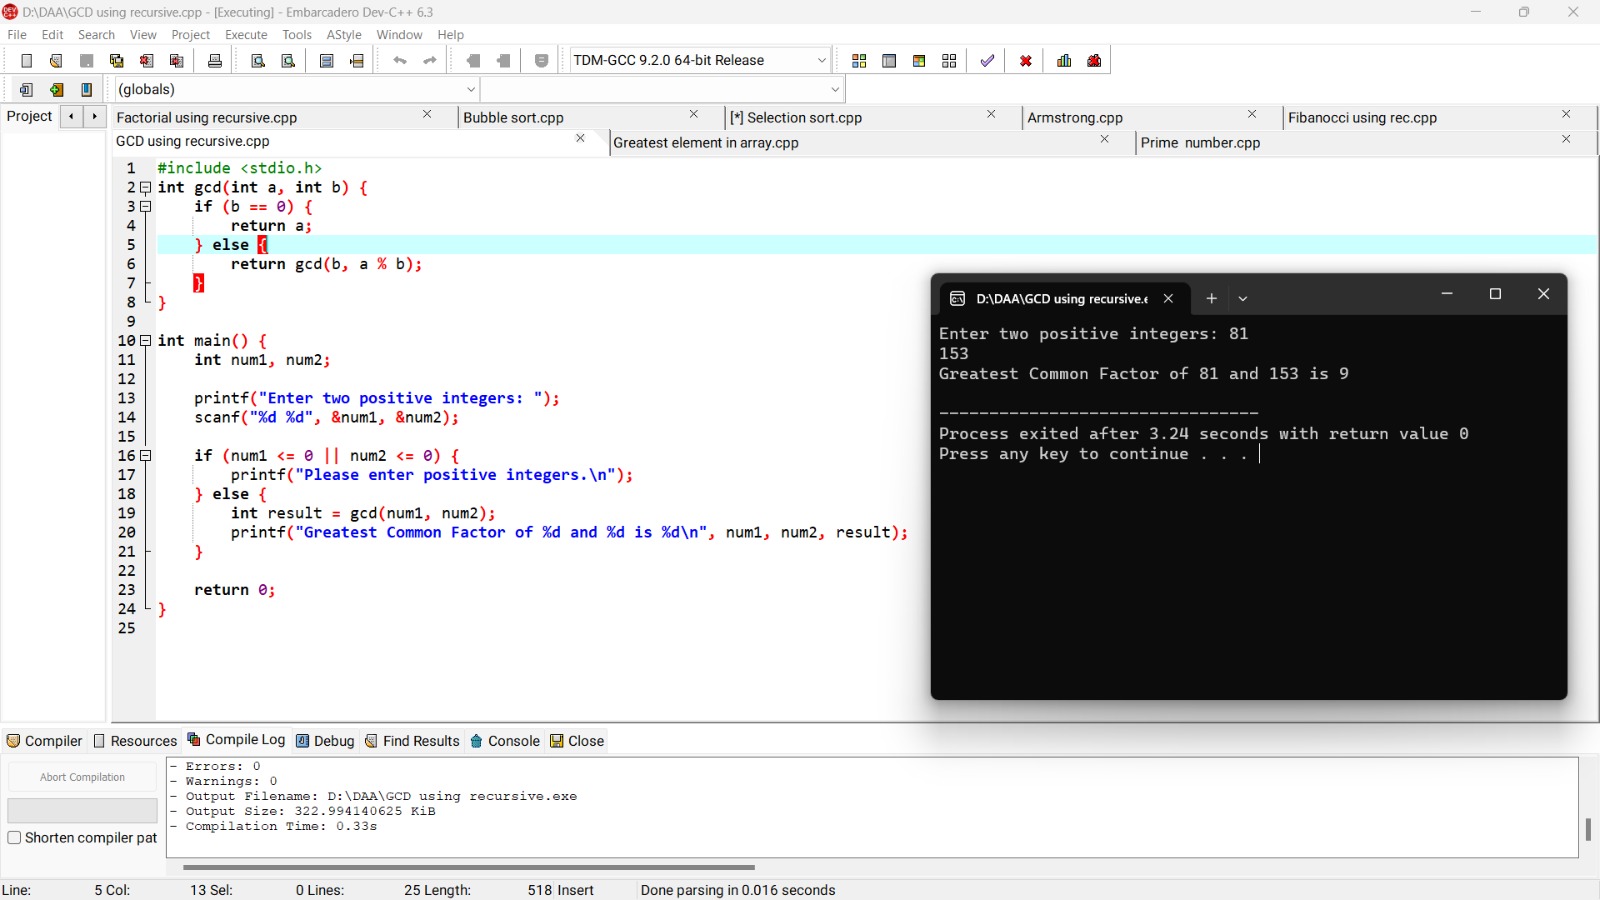 D:\DAA\GCD using recursive.cpp - [Executing] - Embarcadero Dev-C++ 6.3
File Edit Search View Project Execute Tools AStyle Window Help
TDM-GCC 9.2.0 64-bit Release
(globals)
Project
Factorial using recursive.cpp Bubble sort.cpp [*] Selection sort.cpp Armstrong.cpp Fibanocci using rec.cpp
GCD using recursive.cpp Greatest element in array.cpp Prime number.cpp
1 #include <stdio.h>
2 int gcd(int a, int b) {
3 if (b == 0) {
4 return a;
5 } else {
6 return gcd(b, a % b);
7 }
8 }
9
10 int main() {
11 int num1, num2;
12
13 printf("Enter two positive integers: ");
14 scanf("%d %d", &num1, &num2);
15
16 if (num1 <= 0 || num2 <= 0) {
17 printf("Please enter positive integers.\n");
18 } else {
19 int result = gcd(num1, num2);
20 printf("Greatest Common Factor of %d and %d is %d\n", num1, num2, result);
21 }
22
23 return 0;
24 }
25
D:\DAA\GCD using recursive.e
Enter two positive integers: 81
153
Greatest Common Factor of 81 and 153 is 9
--------------------------------
Process exited after 3.24 seconds with return value 0
Press any key to continue . . .
Compiler Resources Compile Log Debug Find Results Console Close
Abort Compilation
Shorten compiler pat
- Errors: 0
- Warnings: 0
- Output Filename: D:\DAA\GCD using recursive.exe
- Output Size: 322.994140625 KiB
- Compilation Time: 0.33s
Line: 5 Col: 13 Sel: 0 Lines: 25 Length: 518 Insert Done parsing in 0.016 seconds